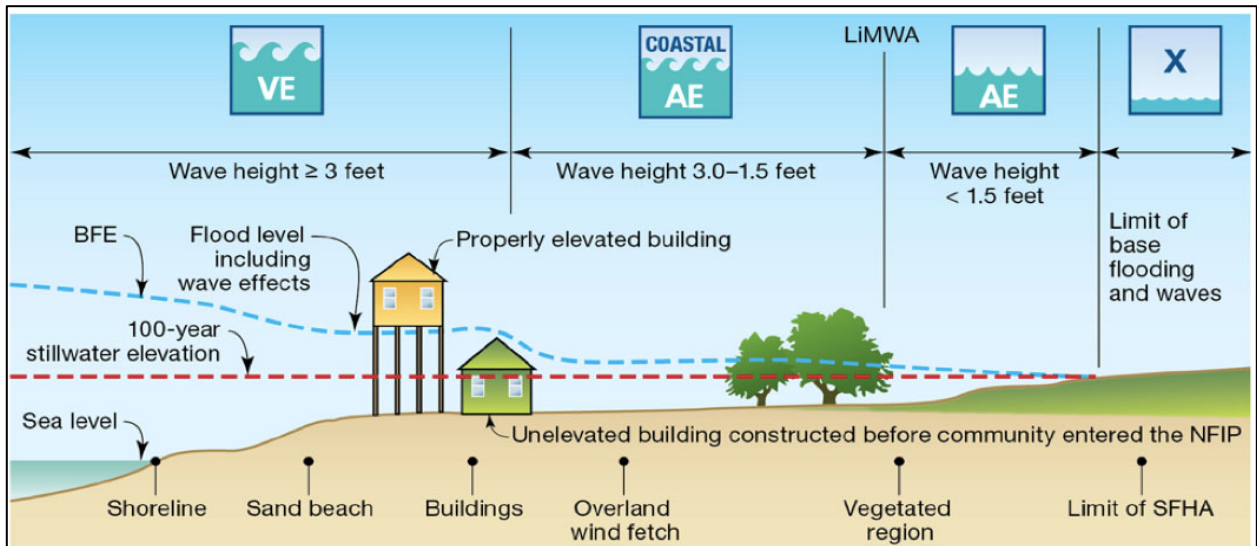 VE
COASTAL
AE
LiMWA
AE
X
Wave height ≥ 3 feet
Wave height 3.0–1.5 feet
Wave height
< 1.5 feet
Limit of
base
flooding
and waves
BFE
Flood level
including
wave effects
Properly elevated building
100-year
stillwater elevation
Sea level
Unelevated building constructed before community entered the NFIP
Shoreline
Sand beach
Buildings
Overland
wind fetch
Vegetated
region
Limit of SFHA